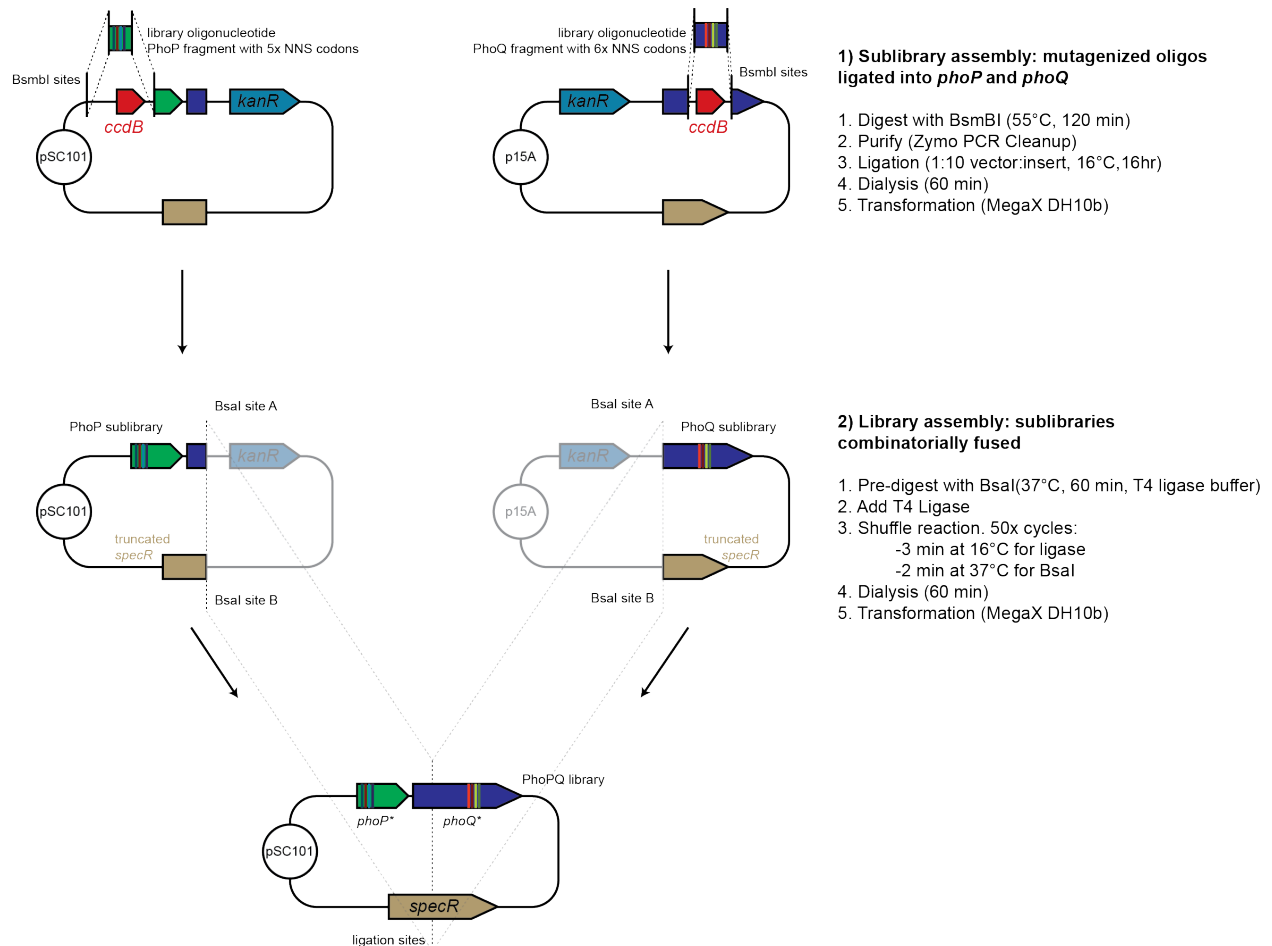 library oligonucleotide
PhoP fragment with 5x NNS codons
BsmbI sites
kanR
ccdB
pSC101
library oligonucleotide
PhoQ fragment with 6x NNS codons
BsmbI sites
kanR
ccdB
p15A
1) Sublibrary assembly: mutagenized oligos
ligated into phoP and phoQ
1. Digest with BsmBI (55°C, 120 min)
2. Purify (Zymo PCR Cleanup)
3. Ligation (1:10 vector:insert, 16°C,16hr)
4. Dialysis (60 min)
5. Transformation (MegaX DH10b)
BsaI site A
PhoP sublibrary
kanR
pSC101
truncated
specR
BsaI site B
BsaI site A
PhoQ sublibrary
kanR
p15A
truncated
specR
BsaI site B
2) Library assembly: sublibraries
combinatorially fused
1. Pre-digest with BsaI(37°C, 60 min, T4 ligase buffer)
2. Add T4 Ligase
3. Shuffle reaction. 50x cycles:
-3 min at 16°C for ligase
-2 min at 37°C for BsaI
4. Dialysis (60 min)
5. Transformation (MegaX DH10b)
PhoPQ library
phoP*
phoQ*
pSC101
specR
ligation sites